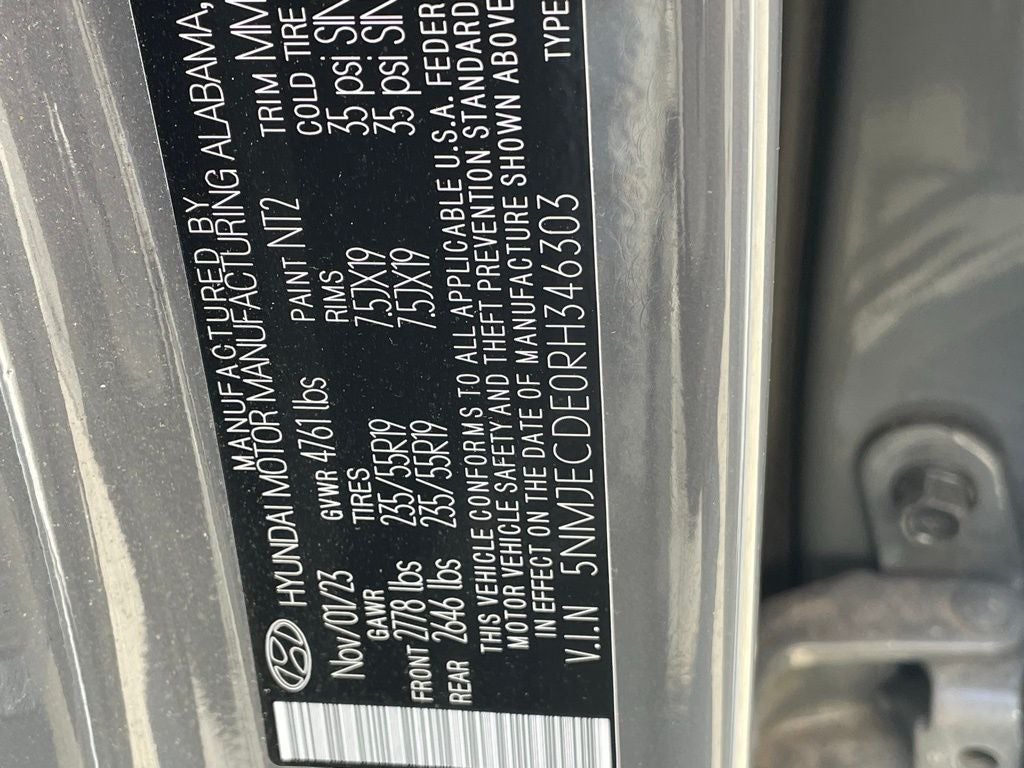 MANUFACTURED BY
HYUNDAI MOTOR MANUFACTURING ALABAMA,
Nov/01/23 GVWR 4761 lbs PAINT NT2 TRIM MM
GAWR TIRES RIMS COLD TIRE
FRONT 2778 lbs 235/55R19 7.5JX19 35 psi SIN
REAR 2646 lbs 235/55R19 7.5JX19 35 psi SIN
THIS VEHICLE CONFORMS TO ALL APPLICABLE U.S.A. FEDER
MOTOR VEHICLE SAFETY AND THEFT PREVENTION STANDARD
IN EFFECT ON THE DATE OF MANUFACTURE SHOWN ABOVE
V.I.N 5NMJECDE0RH346303 TYPE